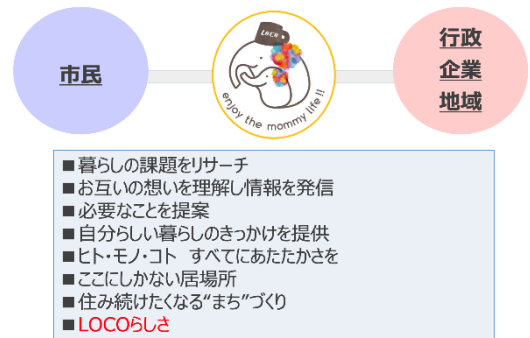 市民
Loco
enjoy the mommy life!!
行政
企業
地域
■暮らしの課題をリサーチ
■お互いの想いを理解し情報を発信
■必要なことを提案
■自分らしい暮らしのきっかけを提供
■ヒト・モノ・コト すべてにあたたかさを
■ここにしかない居場所
■住み続けたくなる“まち”づくり
■LOCOらしさ